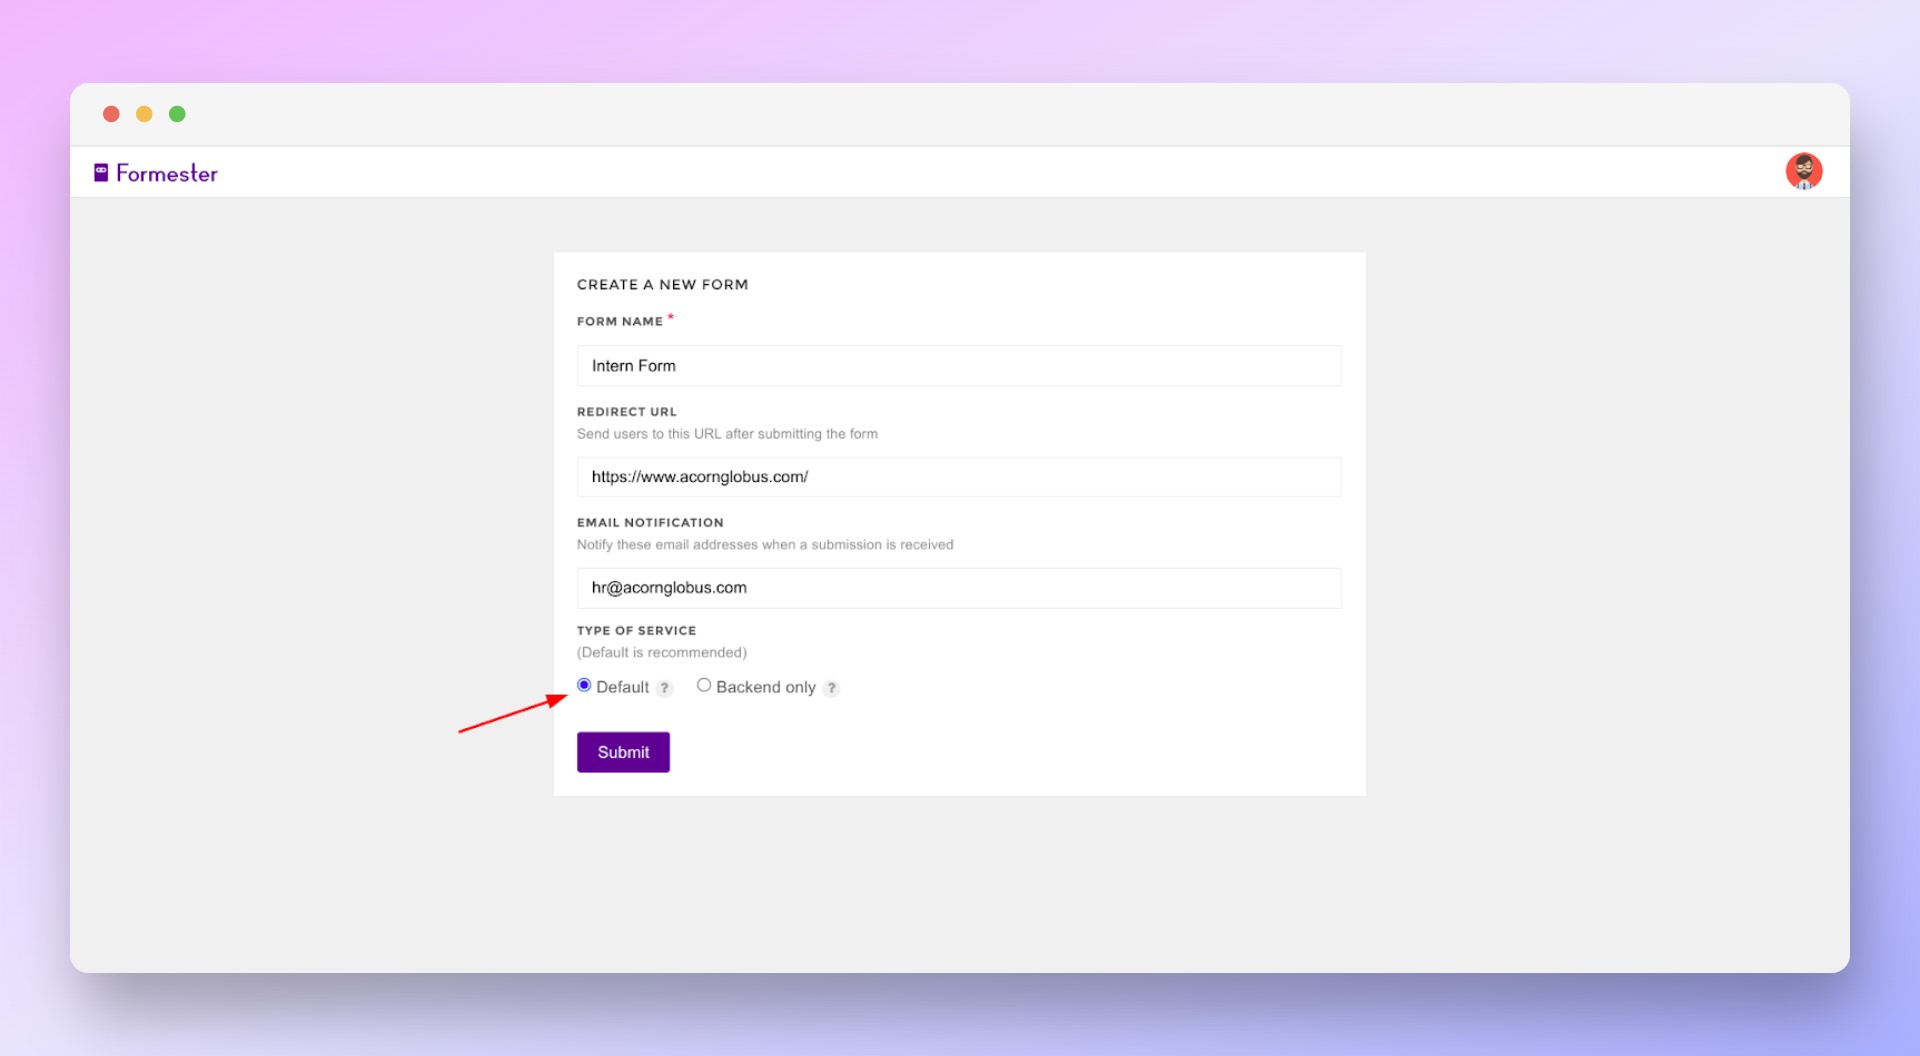 Formester
CREATE A NEW FORM
FORM NAME *
Intern Form
REDIRECT URL
Send users to this URL after submitting the form
https://www.acornglobus.com/
EMAIL NOTIFICATION
Notify these email addresses when a submission is received
hr@acornglobus.com
TYPE OF SERVICE
(Default is recommended)
Default ? Backend only ?
Submit